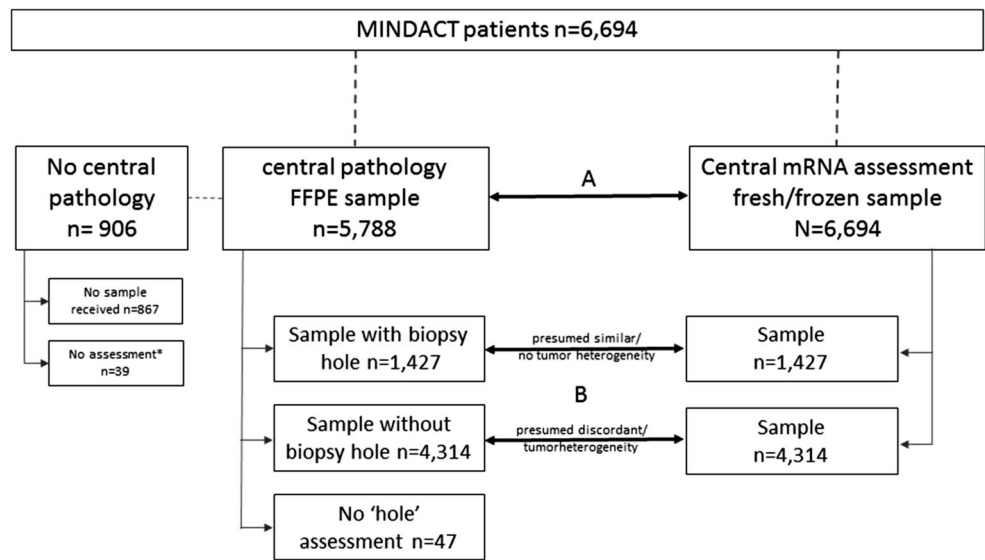 MINDACT patients n=6,694
No central
pathology
n= 906
central pathology
FFPE sample
n=5,788
A
Central mRNA assessment
fresh/frozen sample
N=6,694
No sample
received n=867
No assessment*
n=39
Sample with biopsy
hole n=1,427
presumed similar/
no tumor heterogeneity
Sample
n=1,427
B
Sample without
biopsy hole n=4,314
presumed discordant/
tumorheterogeneity
Sample
n=4,314
No ‘hole’
assessment n=47